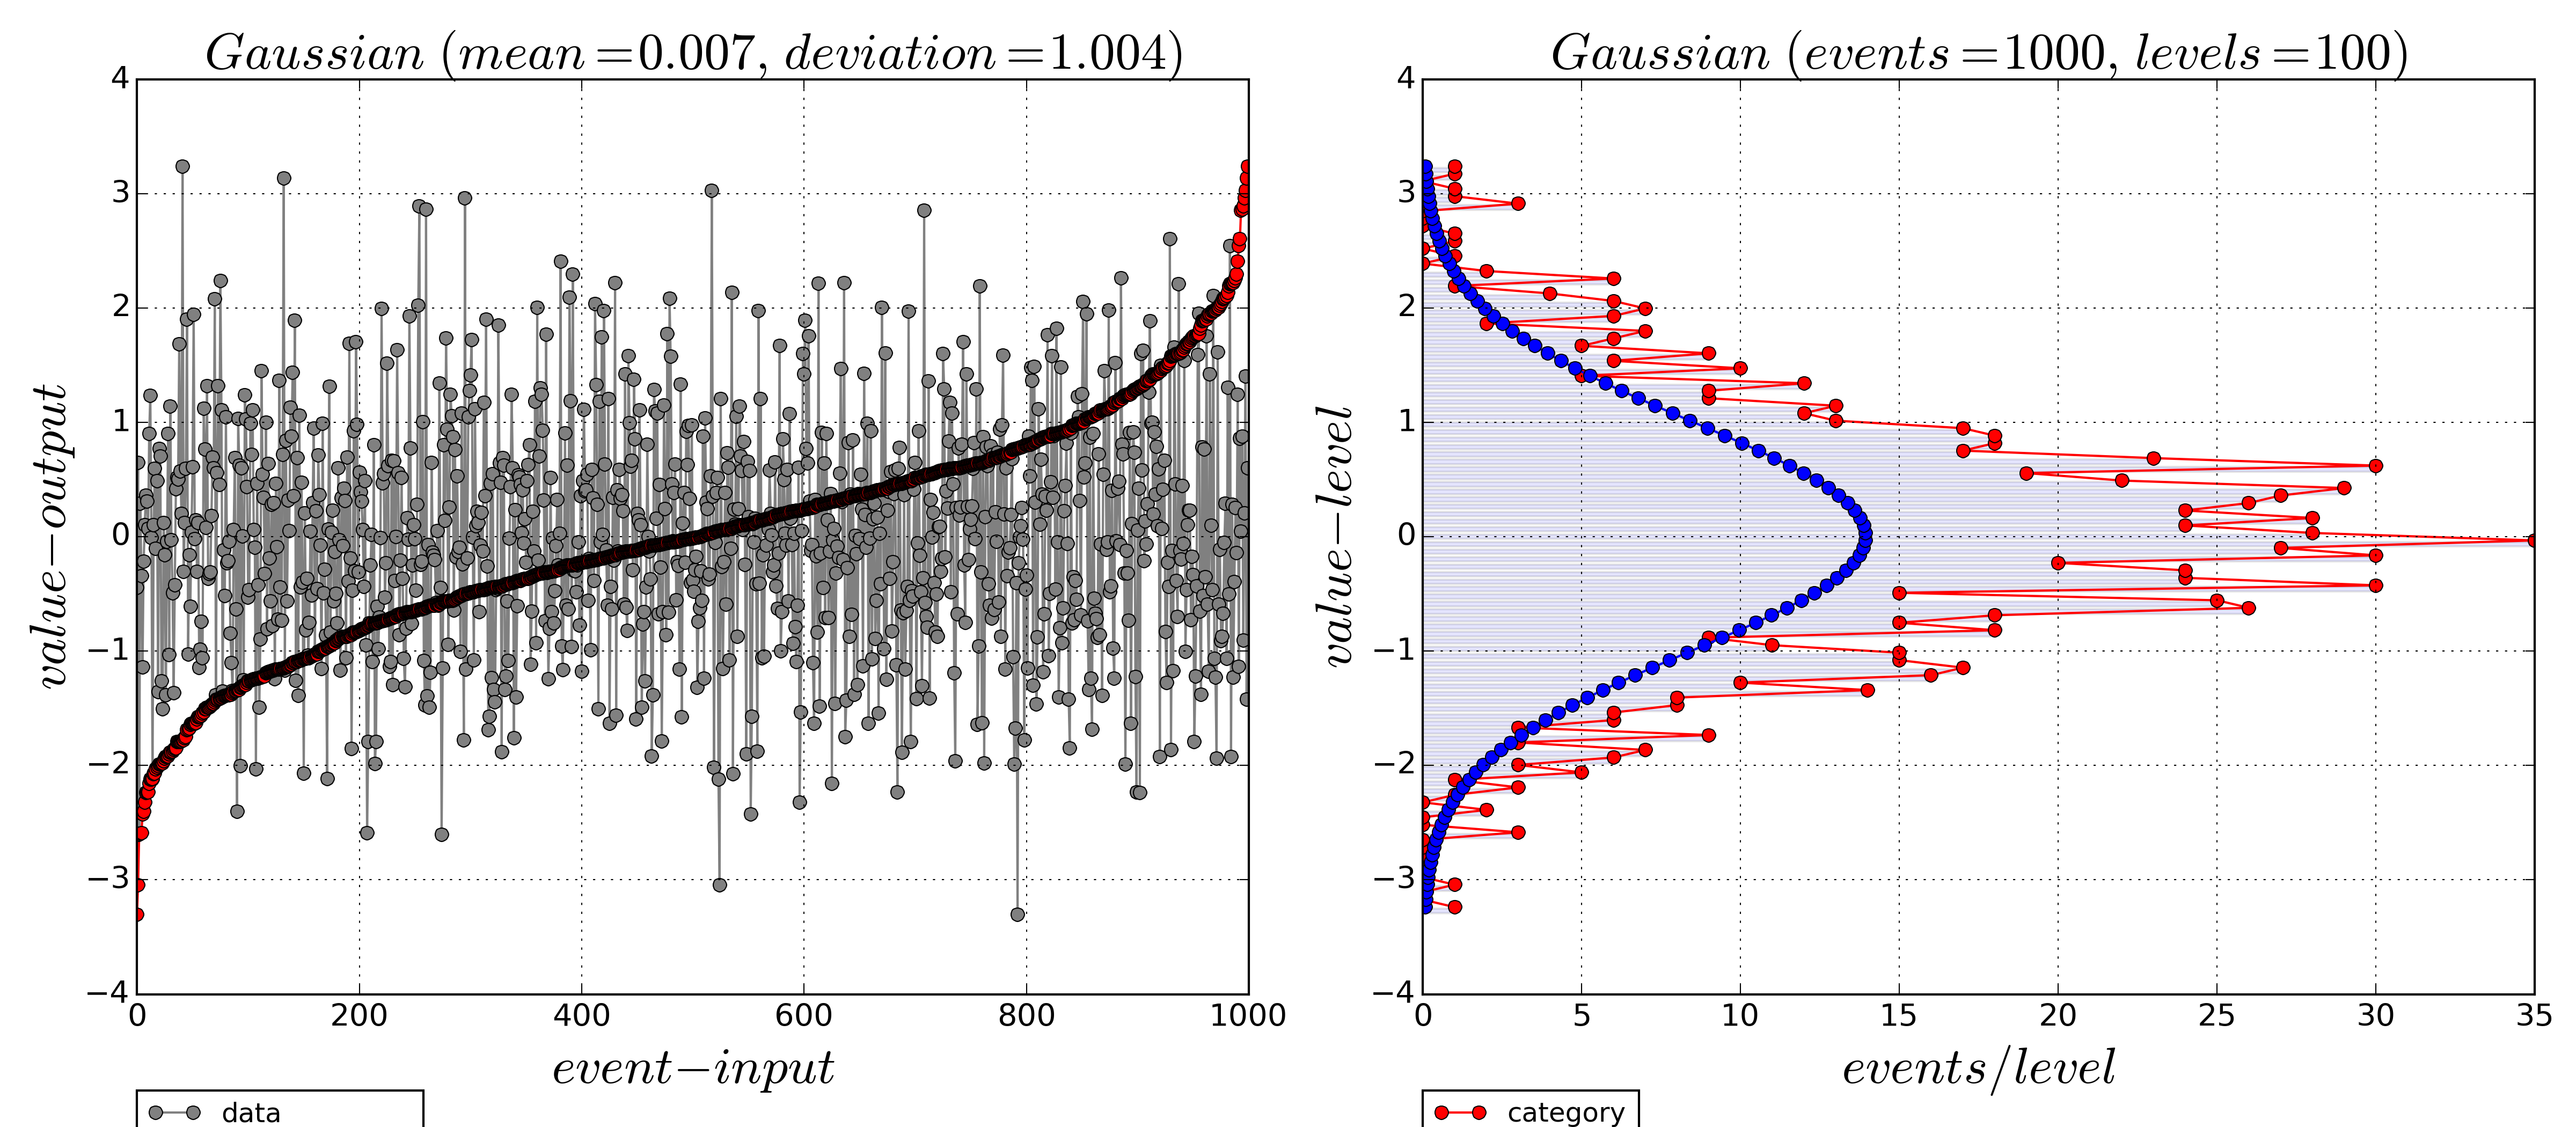 Gaussian (mean=0.007, deviation=1.004)
4
3
2
1
0
−1
−2
−3
−4
value−output
0 200 400 600 800 1000
event−input
data
Gaussian (events=1000, levels=100)
4
3
2
1
0
−1
−2
−3
−4
value−level
0 5 10 15 20 25 30 35
events/level
category